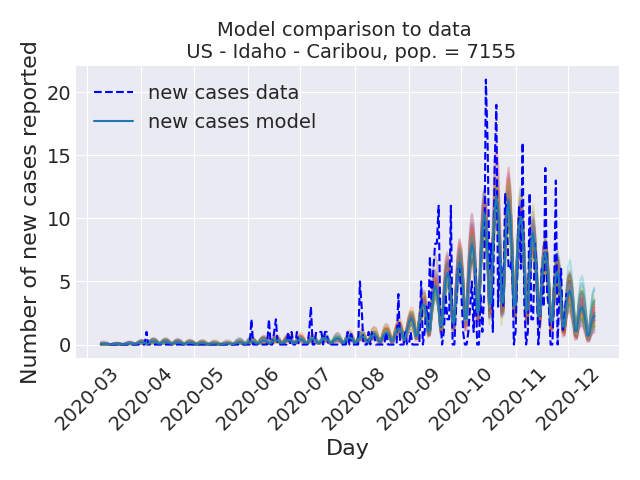 Model comparison to data
US - Idaho - Caribou, pop. = 7155
Number of new cases reported
20
15
10
5
0
new cases data
new cases model
2020-03
2020-04
2020-05
2020-06
2020-07
2020-08
2020-09
2020-10
2020-11
2020-12
Day